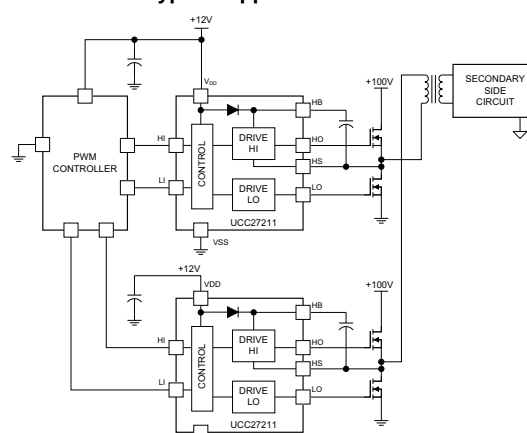 +12V
VDD
+100V
SECONDARY
SIDE
CIRCUIT
HB
PWM
CONTROLLER
HI
LI
CONTROL
DRIVE
HI
HO
HS
DRIVE
LO
LO
UCC27211
VSS
+12V
VDD
+100V
HB
HI
LI
CONTROL
DRIVE
HI
HO
HS
DRIVE
LO
LO
UCC27211